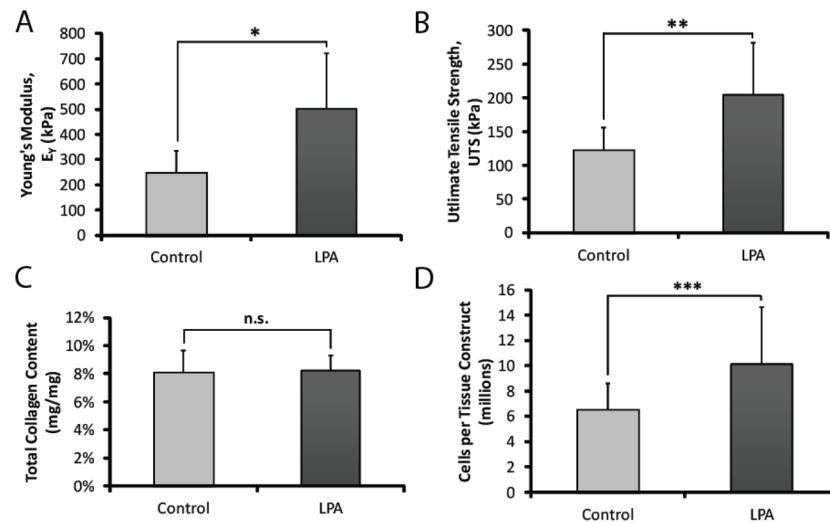 A
Young's Modulus,
EY (kPa)
800
700
600
500
400
300
200
100
0
*
Control
LPA
B
Utlimate Tensile Strength,
UTS (kPa)
300
250
200
150
100
50
0
**
Control
LPA
C
Total Collagen Content
(mg/mg)
12%
10%
8%
6%
4%
2%
0%
n.s.
Control
LPA
D
Cells per Tissue Construct
(millions)
16
14
12
10
8
6
4
2
0
***
Control
LPA